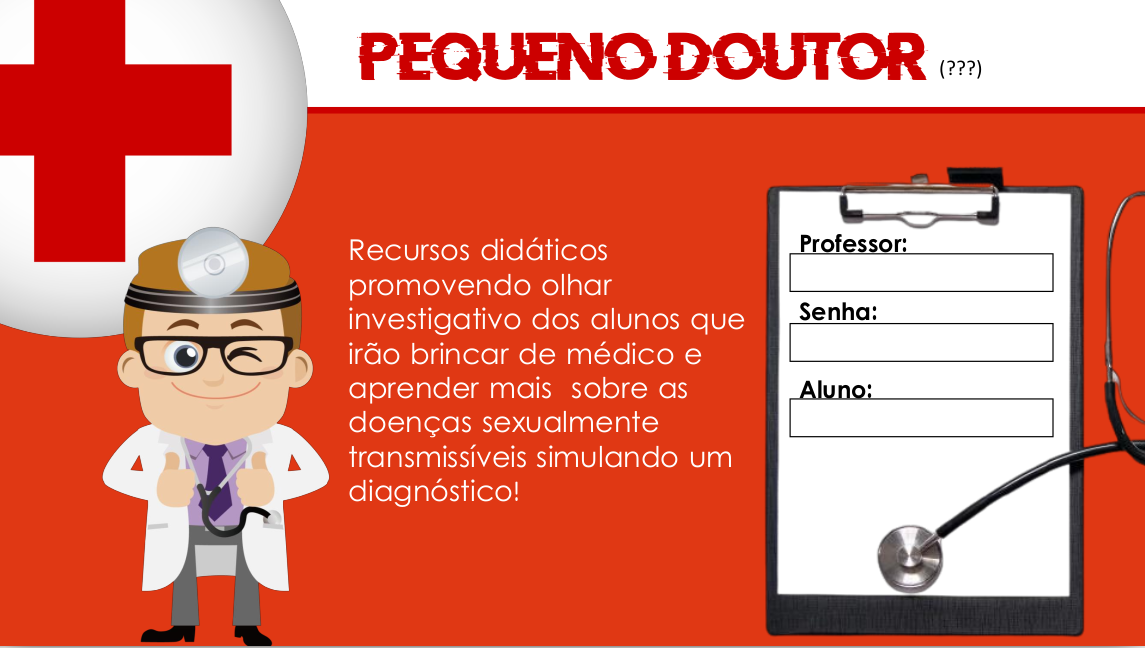 PEQUENO DOUTOR (???)
Recursos didáticos
promovendo olhar
investigativo dos alunos que
irão brincar de médico e
aprender mais  sobre as
doenças sexualmente
transmissíveis simulando um
diagnóstico!
Professor:
Senha:
Aluno: